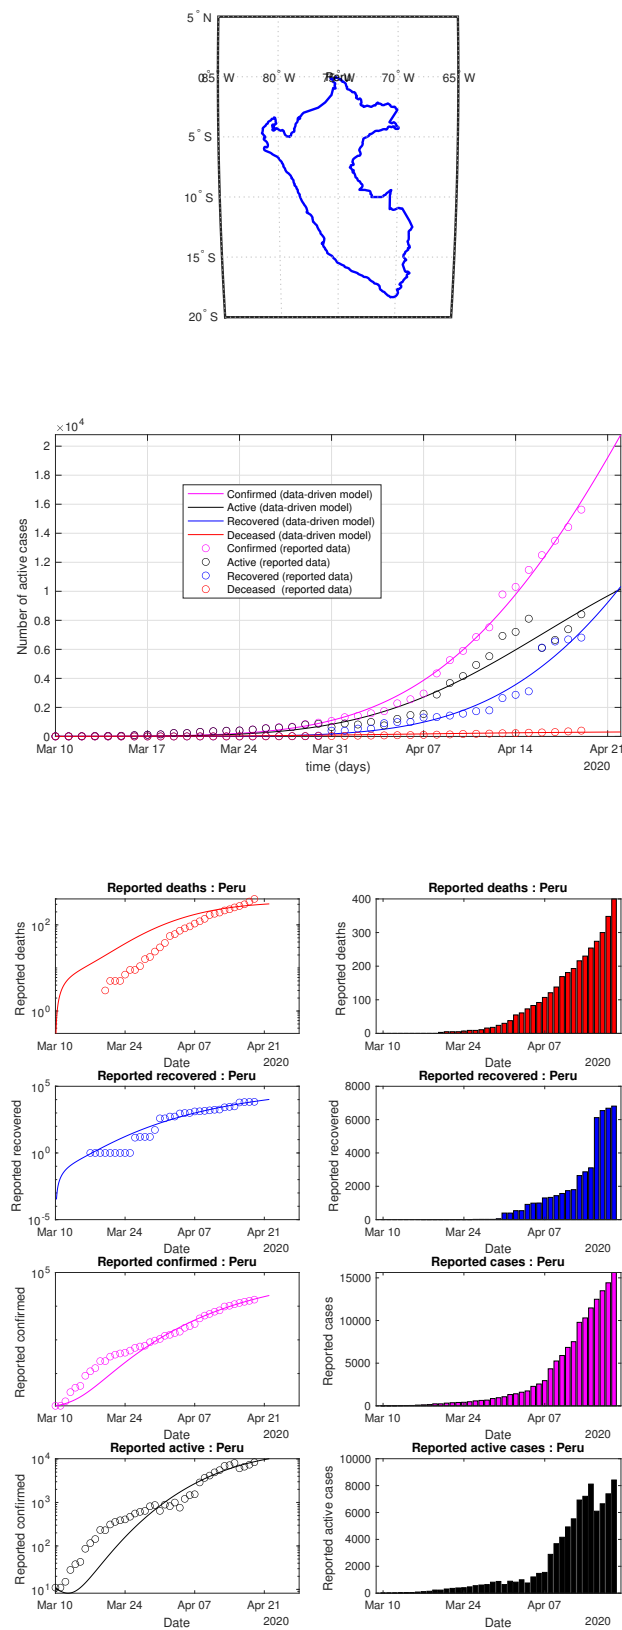 5° N
85° W 80° W 75° W 70° W 65° W
Peru
5° S
10° S
15° S
20° S
×10^4
2
1.8
1.6
1.4
1.2
1
0.8
0.6
0.4
0.2
0
Number of active cases
Confirmed (data-driven model)
Active (data-driven model)
Recovered (data-driven model)
Deceased (data-driven model)
Confirmed (reported data)
Active (reported data)
Recovered (reported data)
Deceased (reported data)
Mar 10 Mar 17 Mar 24 Mar 31 Apr 07 Apr 14 Apr 21
time (days) 2020
Reported deaths : Peru
10^2
10^0
Reported deaths
Mar 10 Mar 24 Apr 07 Apr 21
Date 2020
Reported deaths : Peru
400
300
200
100
0
Reported deaths
Mar 10 Mar 24 Apr 07
Date 2020
Reported recovered : Peru
10^5
10^0
10^-5
Reported recovered
Mar 10 Mar 24 Apr 07 Apr 21
Date 2020
Reported recovered : Peru
8000
6000
4000
2000
0
Reported recovered
Mar 10 Mar 24 Apr 07
Date 2020
Reported confirmed : Peru
10^5
Reported confirmed
Mar 10 Mar 24 Apr 07 Apr 21
Date 2020
Reported cases : Peru
15000
10000
5000
0
Reported cases
Mar 10 Mar 24 Apr 07
Date 2020
Reported active : Peru
10^4
10^3
10^2
10^1
Reported confirmed
Mar 10 Mar 24 Apr 07 Apr 21
Date 2020
Reported active cases : Peru
10000
8000
6000
4000
2000
0
Reported active cases
Mar 10 Mar 24 Apr 07
Date 2020